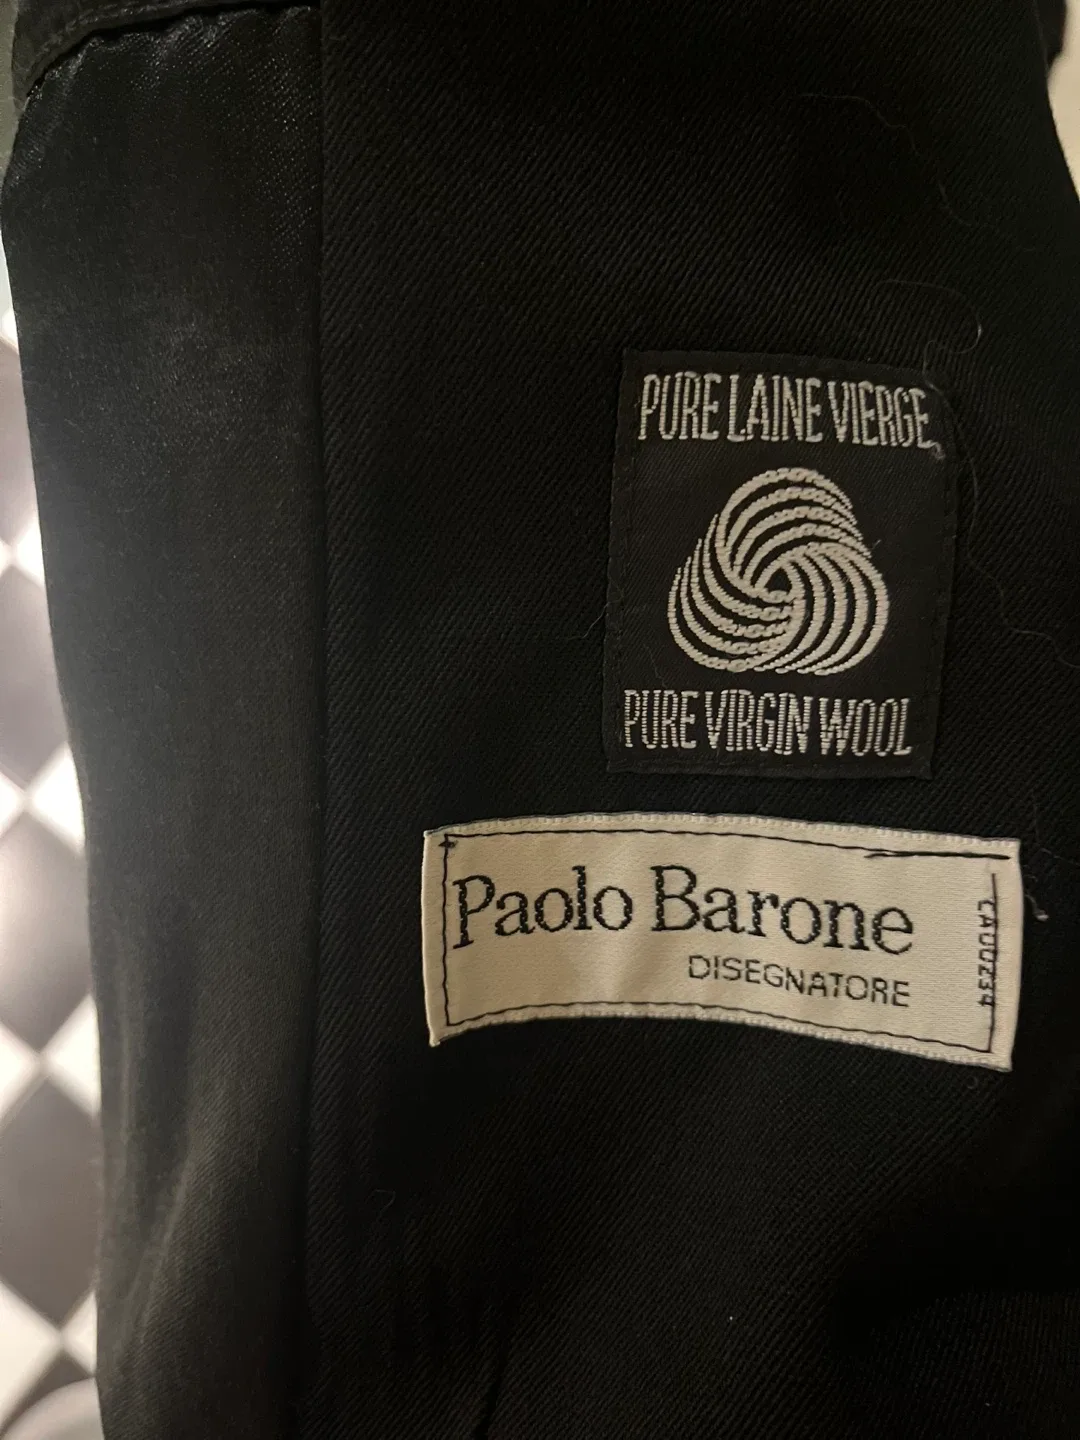 PURE LAINE VIERGE
PURE VIRGIN WOOL
Paolo Barone
DISEGNATORE
CA00234